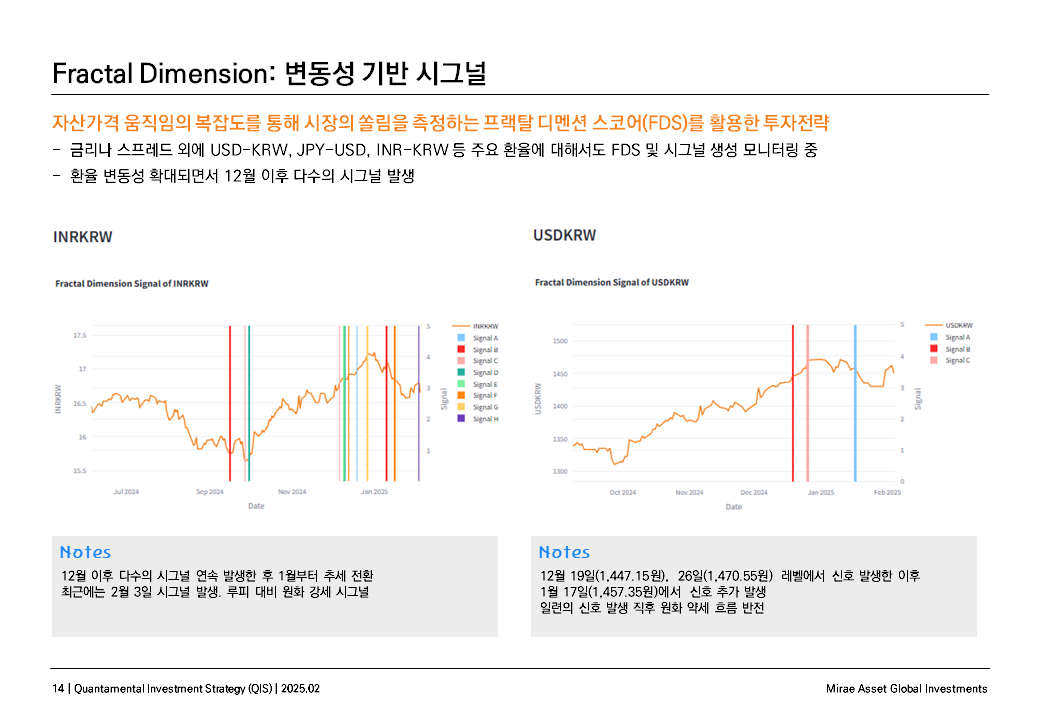 Fractal Dimension: 변동성 기반 시그널
자산가격 움직임의 복잡도를 통해 시장의 쏠림을 측정하는 프랙탈 디멘션 스코어(FDS)를 활용한 투자전략
- 금리나 스프레드 외에 USD-KRW, JPY-USD, INR-KRW 등 주요 환율에 대해서도 FDS 및 시그널 생성 모니터링 중
- 환율 변동성 확대되면서 12월 이후 다수의 시그널 발생
INRKRW
Fractal Dimension Signal of INRKRW
17.5
17
16
15.5
INRKRW
5
4
3
2
1
Signal
Jul 2024
Sep 2024
Nov 2024
Jan 2025
Date
INRKRW
Signal A
Signal B
Signal C
Signal D
Signal E
Signal F
Signal G
Signal H
USDKRW
Fractal Dimension Signal of USDKRW
1500
1450
1400
1350
1300
USDKRW
5
4
3
2
1
0
Signal
Oct 2024
Nov 2024
Dec 2024
Jan 2025
Feb 2025
Date
USDKRW
Signal A
Signal B
Signal C
Notes
12월 이후 다수의 시그널 연속 발생한 후 1월부터 추세 전환
최근에는 2월 3일 시그널 발생. 루피 대비 원화 강세 시그널
Notes
12월 19일(1,447.15원), 26일(1,470.55원) 레벨에서 신호 발생한 이후
1월 17일(1,457.35원)에서 신호 추가 발생
일련의 신호 발생 직후 원화 약세 흐름 반전
14 | Quantamental Investment Strategy (QIS) | 2025.02
Mirae Asset Global Investments